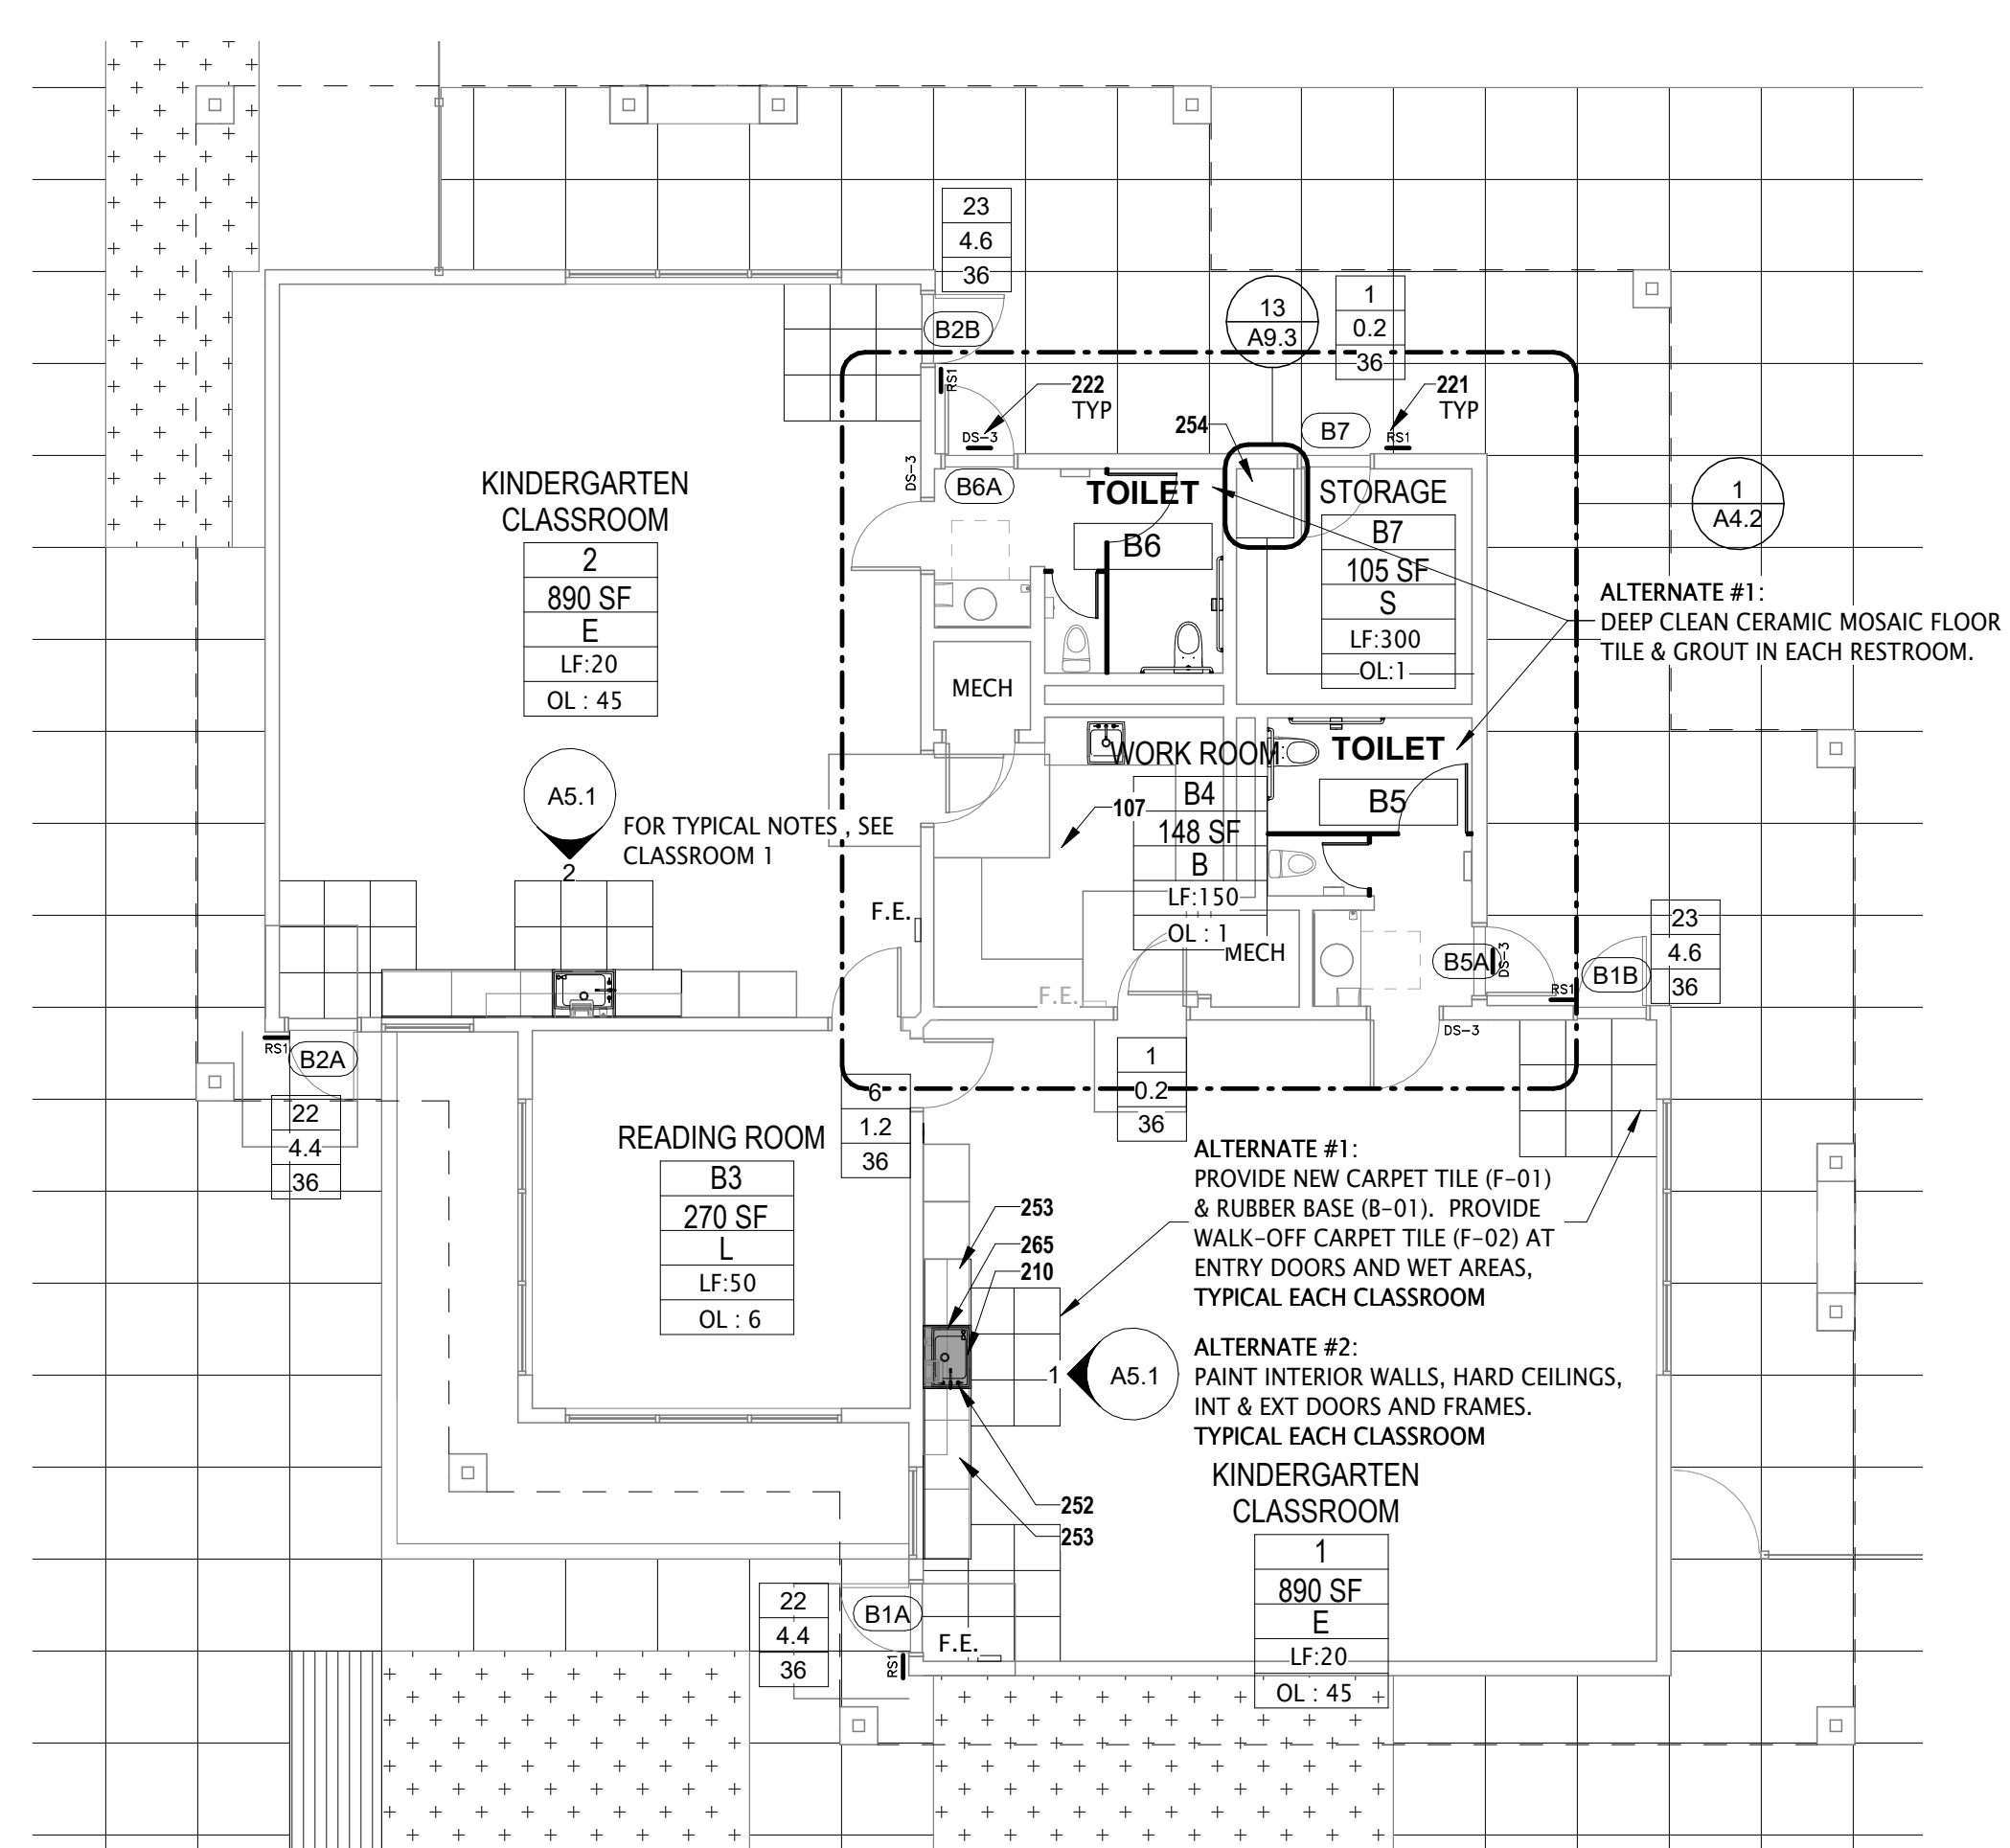 23
4.6
36
B2B
13
A9.3
1
0.2
36
RS1
222
TYP
221
TYP
DS-3
254
B7
RS1
DS-3
KINDERGARTEN
CLASSROOM
2
890 SF
E
LF:20
OL : 45
B6A
TOILET
B6
STORAGE
B7
105 SF
S
LF:300
OL:1
1
A4.2
ALTERNATE #1:
DEEP CLEAN CERAMIC MOSAIC FLOOR
TILE & GROUT IN EACH RESTROOM.
MECH
WORK ROOM
B4
148 SF
B
LF:150
OL : 1
TOILET
B5
107
A5.1
2
FOR TYPICAL NOTES , SEE
CLASSROOM 1
F.E.
MECH
F.E.
B5A
DS-3
RS1
B1B
23
4.6
36
DS-3
RS1
B2A
22
4.4
36
6
1.2
36
1
0.2
36
READING ROOM
B3
270 SF
L
LF:50
OL : 6
253
265
210
ALTERNATE #1:
PROVIDE NEW CARPET TILE (F-01)
& RUBBER BASE (B-01). PROVIDE
WALK-OFF CARPET TILE (F-02) AT
ENTRY DOORS AND WET AREAS,
TYPICAL EACH CLASSROOM
1
A5.1
ALTERNATE #2:
PAINT INTERIOR WALLS, HARD CEILINGS,
INT & EXT DOORS AND FRAMES.
TYPICAL EACH CLASSROOM
KINDERGARTEN
CLASSROOM
1
890 SF
E
LF:20
OL : 45
252
253
22
4.4
36
B1A
RS1
F.E.